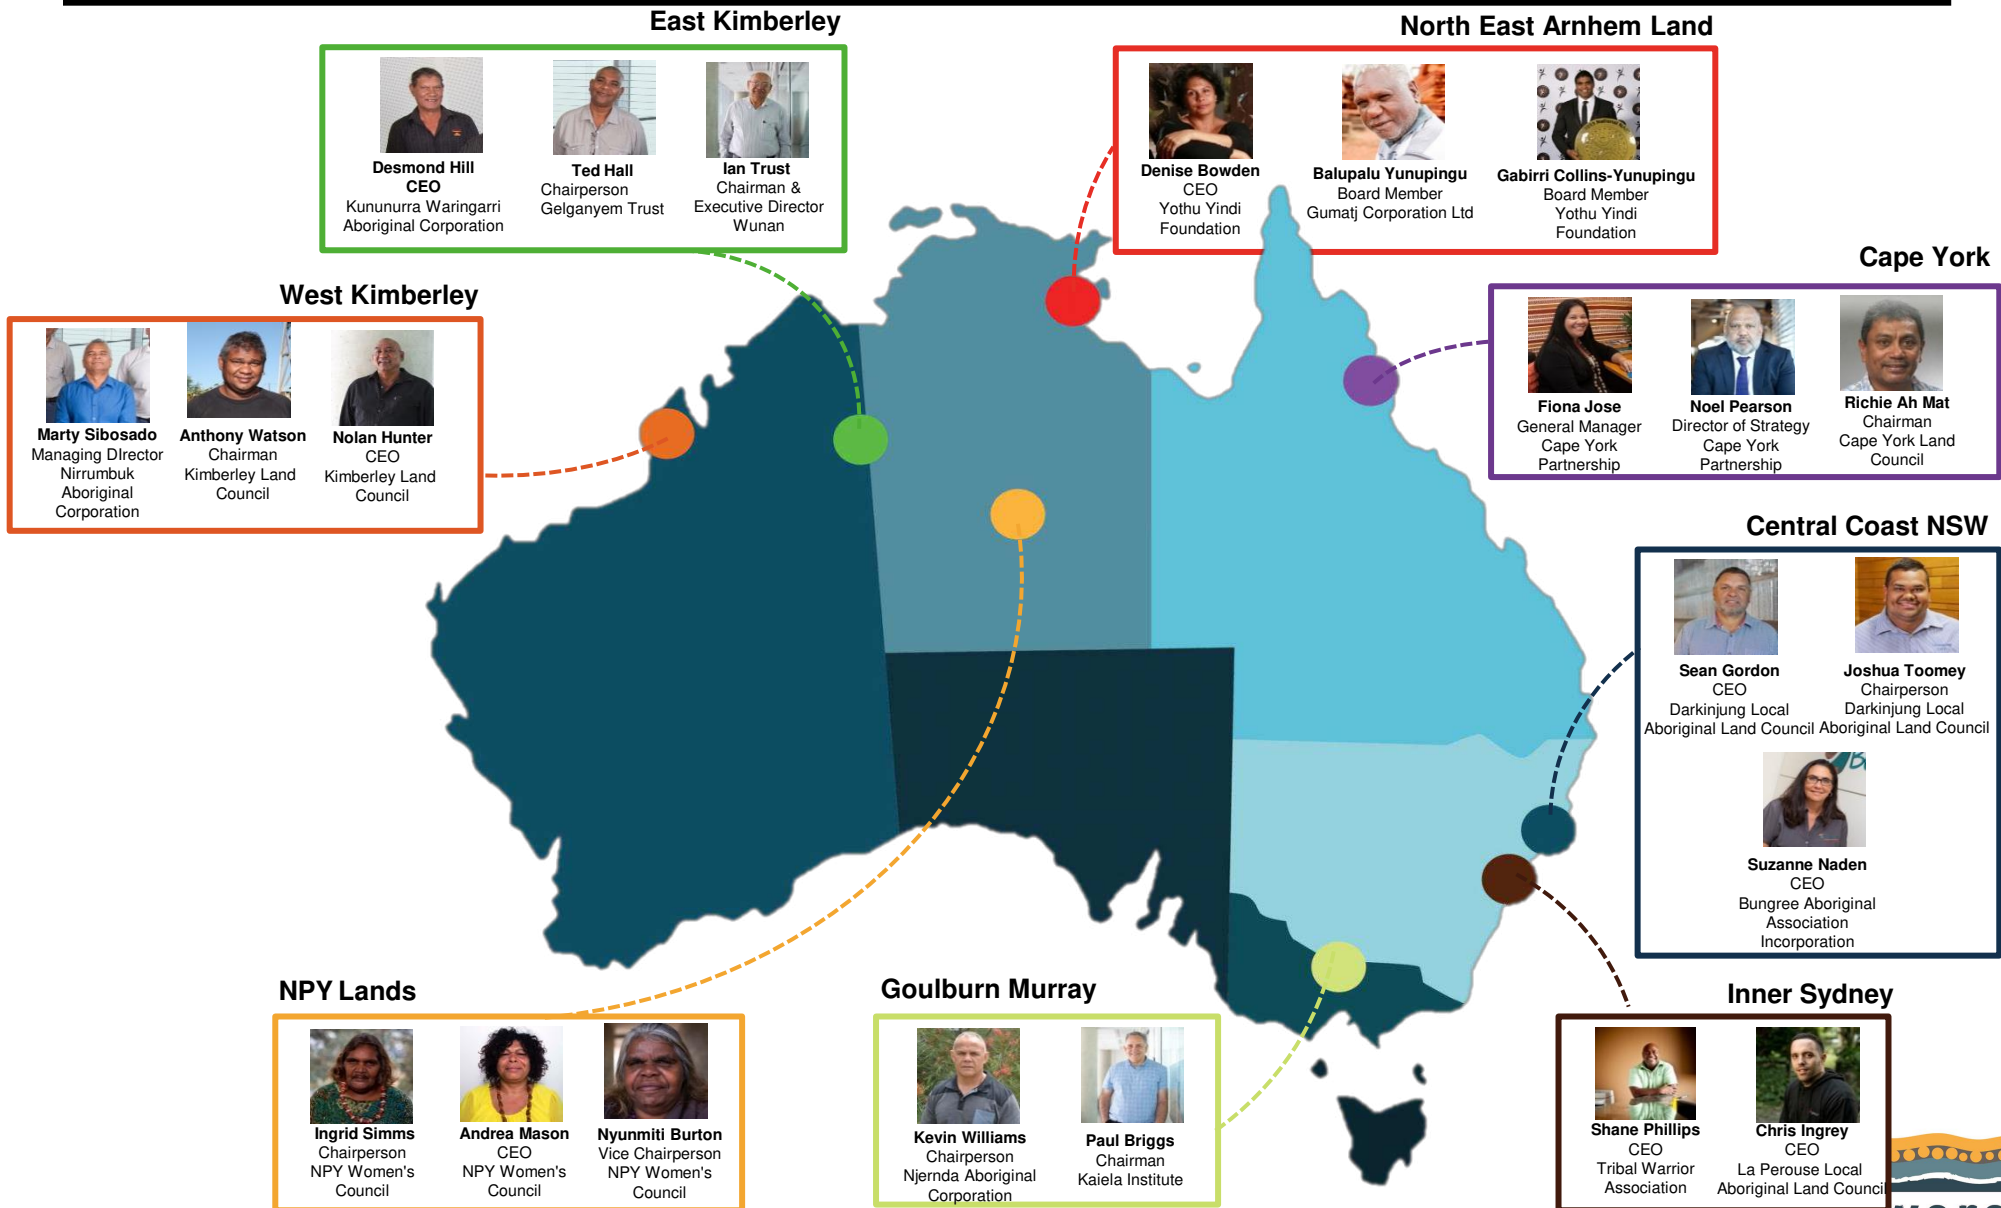 East Kimberley
Desmond Hill
CEO
Kununurra Waringarri
Aboriginal Corporation
Ted Hall
Chairperson
Gelganyem Trust
Ian Trust
Chairman &
Executive Director
Wunan
North East Arnhem Land
Denise Bowden
CEO
Yothu Yindi
Foundation
Balupalu Yunupingu
Board Member
Gumatj Corporation Ltd
Gabirri Collins-Yunupingu
Board Member
Yothu Yindi
Foundation
West Kimberley
Marty Sibosado
Managing DIrector
Nirrumbuk
Aboriginal
Corporation
Anthony Watson
Chairman
Kimberley Land
Council
Nolan Hunter
CEO
Kimberley Land
Council
Cape York
Fiona Jose
General Manager
Cape York
Partnership
Noel Pearson
Director of Strategy
Cape York
Partnership
Richie Ah Mat
Chairman
Cape York Land
Council
Central Coast NSW
Sean Gordon
CEO
Darkinjung Local
Aboriginal Land Council
Joshua Toomey
Chairperson
Darkinjung Local
Aboriginal Land Council
Suzanne Naden
CEO
Bungree Aboriginal
Association
Incorporation
NPY Lands
Ingrid Simms
Chairperson
NPY Women's
Council
Andrea Mason
CEO
NPY Women's
Council
Nyunmiti Burton
Vice Chairperson
NPY Women's
Council
Goulburn Murray
Kevin Williams
Chairperson
Njernda Aboriginal
Corporation
Paul Briggs
Chairman
Kaiela Institute
Inner Sydney
Shane Phillips
CEO
Tribal Warrior
Association
Chris Ingrey
CEO
La Perouse Local
Aboriginal Land Council